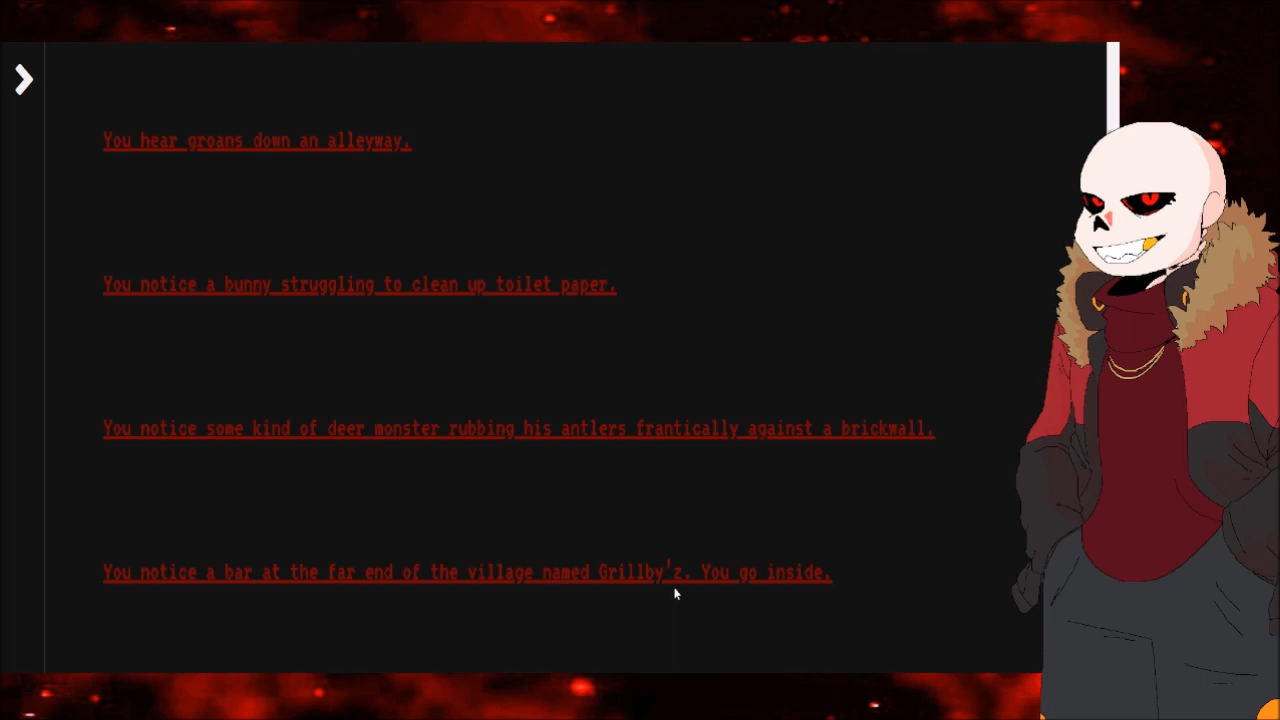 You hear groans down an alleyway.
You notice a bunny struggling to clean up toilet paper.
You notice some kind of deer monster rubbing his antlers frantically against a brickwall.
You notice a bar at the far end of the village named Grillby'z. You go inside.